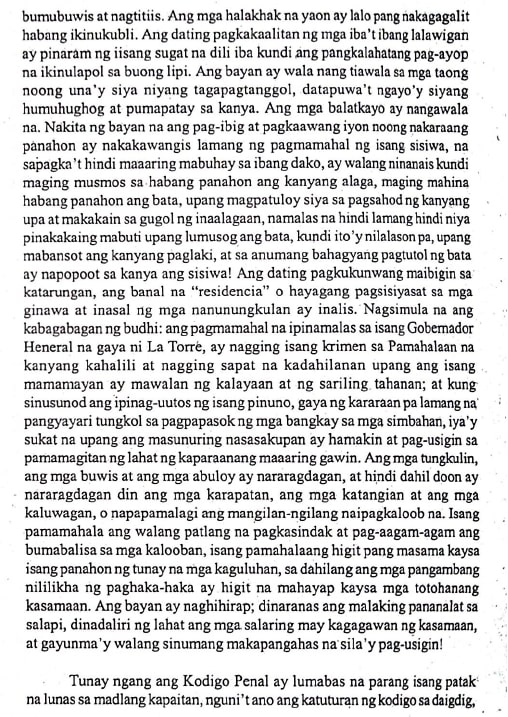 bumubuwis at nagtitiis. Ang mga halakhak na yaon ay lalo pang nakagagalit
habang ikinukubli. Ang dating pagkakaalitan ng mga iba't ibang lalawigan
ay pinaram ng iisang sugat na dili iba kundi ang pangkalahatang pag-ayop
na ikinulapol sa buong lipi. Ang bayan ay wala nang tiawala sa mga taong
noong una'y siya niyang tagapagtanggol, datapuwa't ngayo'y siyang
humuhughog at pumapatay sa kanya. Ang mga balatkayo ay nangawala
na. Nakita ng bayan na ang pag-ibig at pagkaawang iyon noong nakaraang
panahon ay nakakawangis lamang ng pagmamahal ng isang sisiwa, na
sapagka't hindi maaaring mabuhay sa ibang dako, ay walang ninanais kundi
maging musmos sa habang panahon ang kanyang alaga, maging mahina
habang panahon ang bata, upang magpatuloy siya sa pagsahod ng kanyang
upa at makakain sa gugol ng inaalagaan, namalas na hindi lamang hindi niya
pinakakaing mabuti upang lumusog ang bata, kundi ito'y nilalason pa, upang
mabansot ang kanyang paglaki, at sa anumang bahagyang pagtutol ng bata
ay napopoot sa kanya ang sisiwa! Ang dating pagkukunwang maibigin sa
katarungan, ang banal na "residencia" o hayagang pagsisiyasat sa mga
ginawa at inasal ng mga nanunungkulan ay inalis. Nagsimula na ang
kabagabagan ng budhi: ang pagmamahal na ipinamalas sa isang Gobernador
Heneral na gaya ni La Torre, ay nagging isang krimen sa Pamahalaan na
kanyang kahalili at nagging sapat na kadahilanan upang ang isang
mamamayan ay mawalan ng kalayaan at ng sariling tahanan; at kung
sinusunod ang ipinag-uutos ng isang pinuno, gaya ng kararaan pa lamang na
pangyayari tungkol sa pagpapasok ng mga bangkay sa mga simbahan, iya'y
sukat na upang ang masunuring nasasakupan ay hamakin at pag-usigin sa
pamamagitan ng lahat ng kaparaanang maaaring gawin. Ang mga tungkulin,
ang mga buwis at ang mga abuloy ay nararagdagan, at hindi dahil doon ay
nararagdagan din ang mga karapatan, ang mga katangian at ang mga
kaluwagan, o napapamalagi ang mangilan-ngilang naipagkaloob na. Isang
pamamahala ang walang patlang na pagkasindak at pag-aagam-agam ang
bumabalisa sa mga kalooban, isang pamahalaang higit pang masama kaysa
isang panahon ng tunay na mga kaguluhan, sa dahilang ang mga pangambang
nililikha ng paghaka-haka ay higit na mahayap kaysa mga totohanang
kasamaan. Ang bayan ay naghihirap; dinaranas ang malaking pananalat sa
salapi, dinadaliri ng lahat ang mga salaring may kagagawan ng kasamaan,
at gayunma'y walang sinumang makapangahas na sila'y pag-usigin!
Tunay ngang ang Kodigo Penal ay lumabas na parang isang patak
na lunas sa madlang kapaitan, nguni't ano ang katuturan ng kodigo sa daigdig,